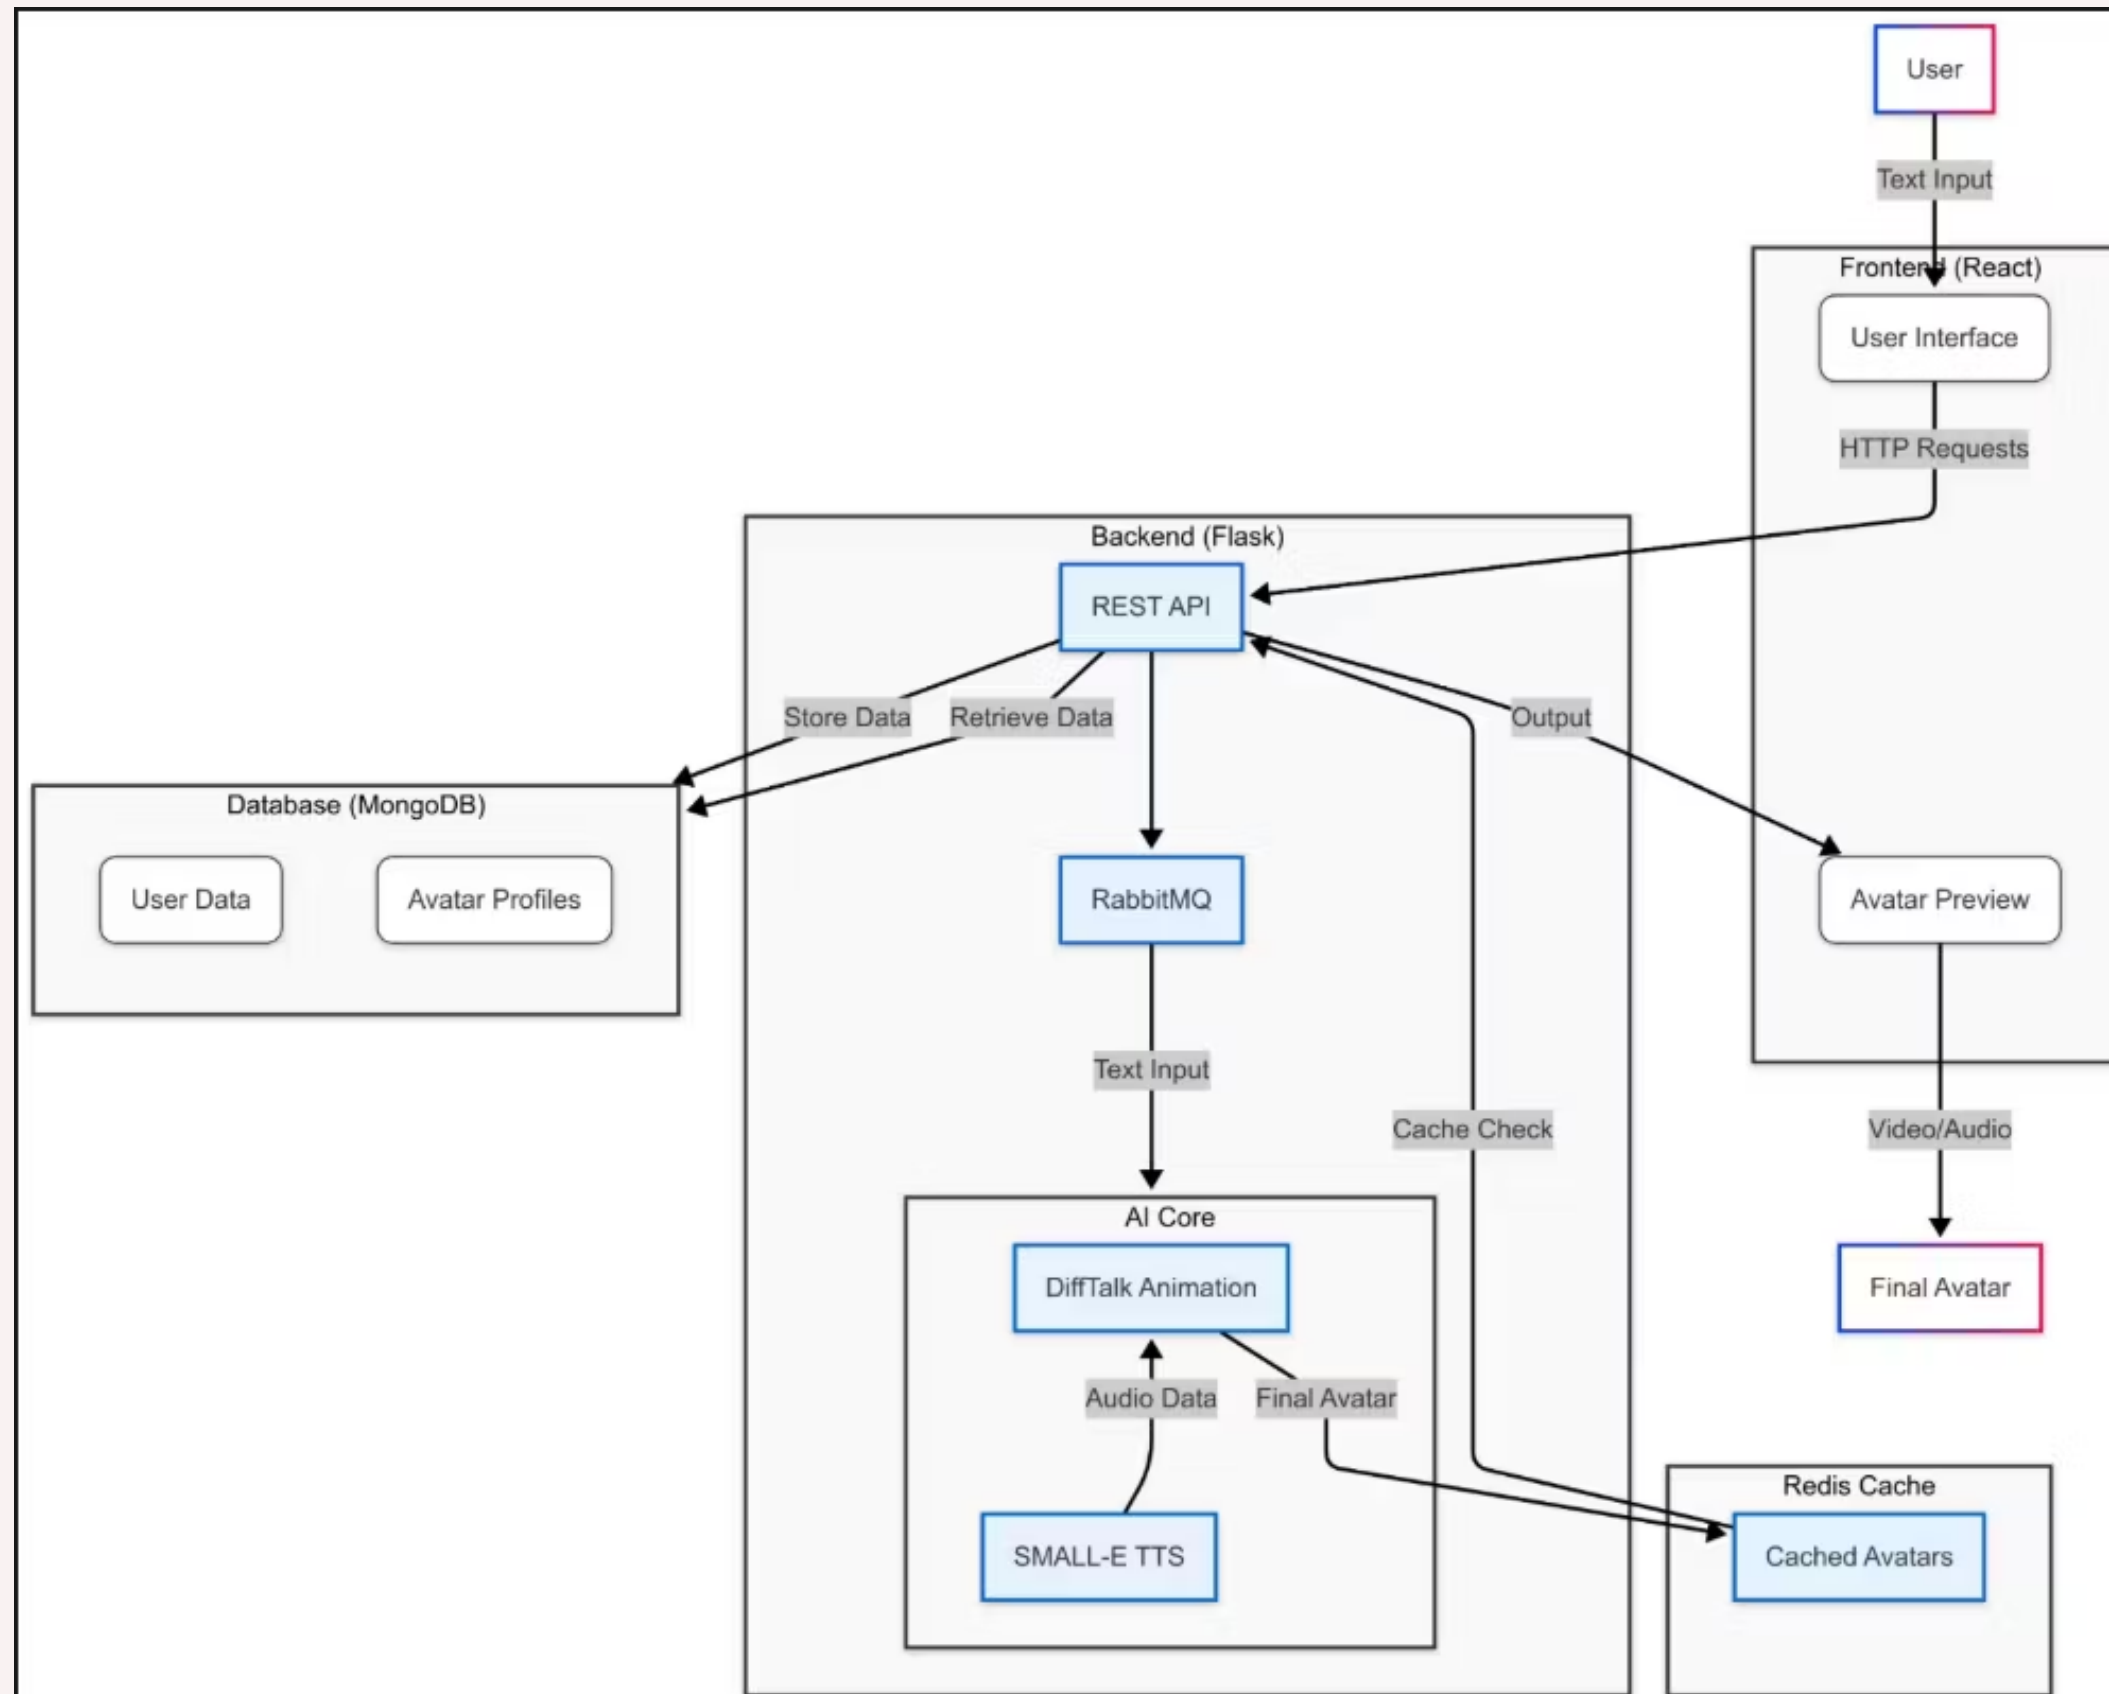 User
Text Input
Frontend (React)
User Interface
HTTP Requests
Backend (Flask)
REST API
Store Data
Retrieve Data
Output
Database (MongoDB)
User Data
Avatar Profiles
RabbitMQ
Avatar Preview
Text Input
Cache Check
Video/Audio
AI Core
DiffTalk Animation
Final Avatar
Audio Data
Final Avatar
Redis Cache
SMALL-E TTS
Cached Avatars